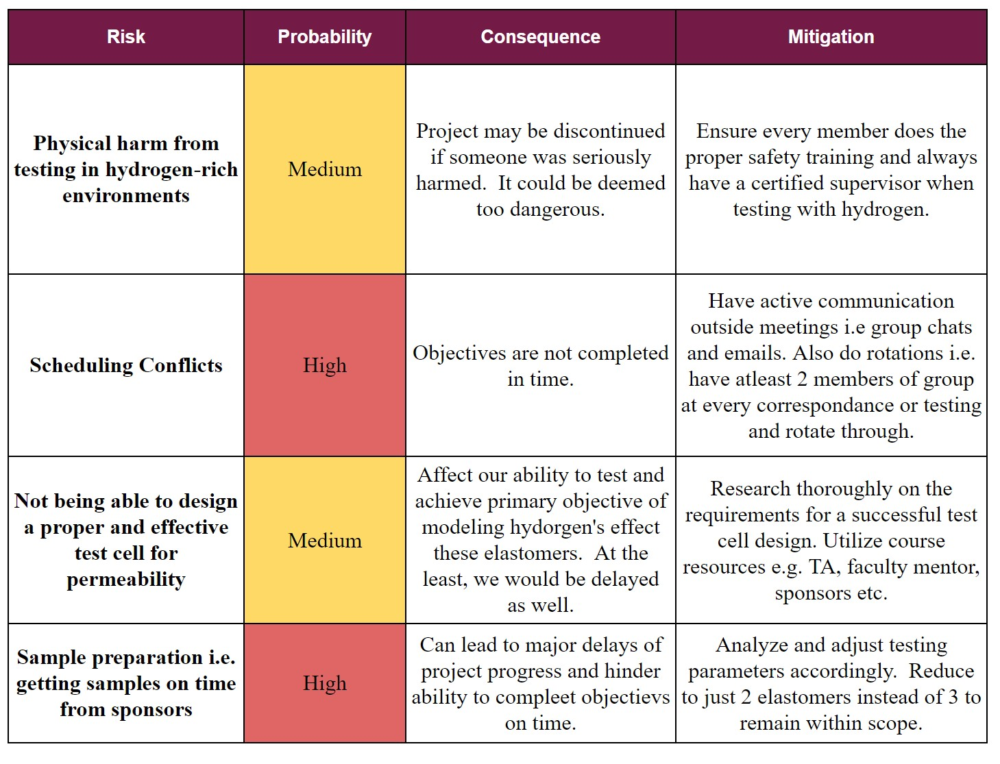 Risk
Probability
Consequence
Mitigation
Physical harm from
testing in hydrogen-rich
environments
Medium
Project may be discontinued
if someone was seriously
harmed.  It could be deemed
too dangerous.
Ensure every member does the
proper safety training and always
have a certified supervisor when
testing with hydrogen.
Scheduling Conflicts
High
Objectives are not completed
in time.
Have active communication
outside meetings i.e group chats
and emails. Also do rotations i.e.
have atleast 2 members of group
at every correspondance or testing
and rotate through.
Not being able to design
a proper and effective
test cell for
permeability
Medium
Affect our ability to test and
achieve primary objective of
modeling hydorgen's effect
these elastomers.  At the
least, we would be delayed
as well.
Research thoroughly on the
requirements for a successful test
cell design. Utilize course
resources e.g. TA, faculty mentor,
sponsors etc.
Sample preparation i.e.
getting samples on time
from sponsors
High
Can lead to major delays of
project progress and hinder
ability to compleet objectievs
on time.
Analyze and adjust testing
parameters accordingly.  Reduce
to just 2 elastomers instead of 3 to
remain within scope.